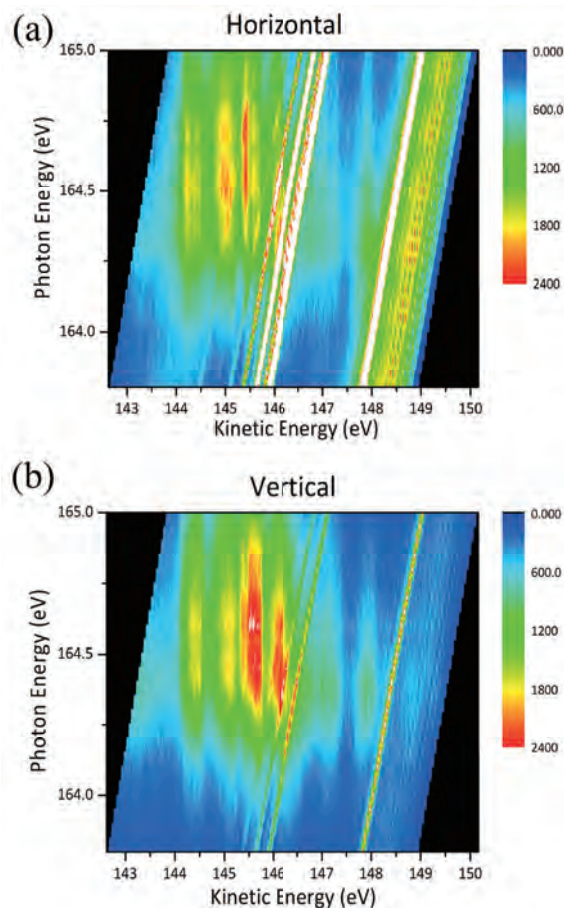 (a)
Horizontal
165.0
164.5
164.0
Photon Energy (eV)
143 144 145 146 147 148 149 150
Kinetic Energy (eV)
0.000
600.0
1200
1800
2400
(b)
Vertical
165.0
164.5
164.0
Photon Energy (eV)
143 144 145 146 147 148 149 150
Kinetic Energy (eV)
0.000
600.0
1200
1800
2400